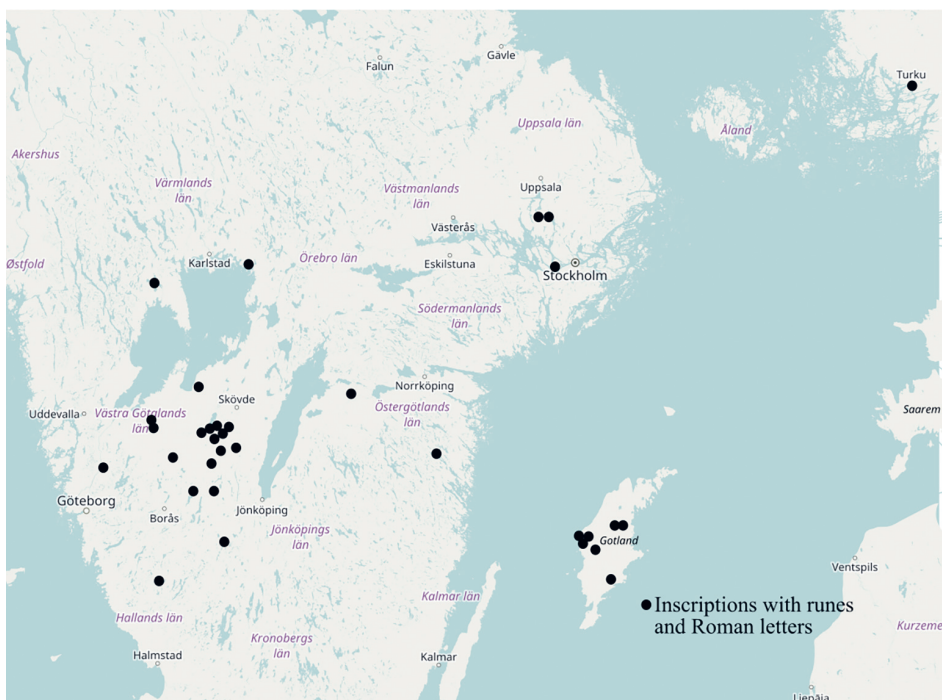 Gävle
Falun
Turku
Uppsala län
Åland
Akershus
Värmlands
län
Västmanlands
län
Uppsala
Västerås
Østfold
Karlstad
Örebro län
Eskilstuna
Stockholm
Södermanlands
län
Norrköping
Skövde
Uddevalla
Västra Götalands
län
Östergötlands
län
Saarem
Göteborg
Borås
Jönköping
Jönköpings
län
Gotland
Ventspils
Kalmar län
Inscriptions with runes
and Roman letters
Hallands län
Kronobergs
län
Kurzeme
Halmstad
Kalmar
Liepāja